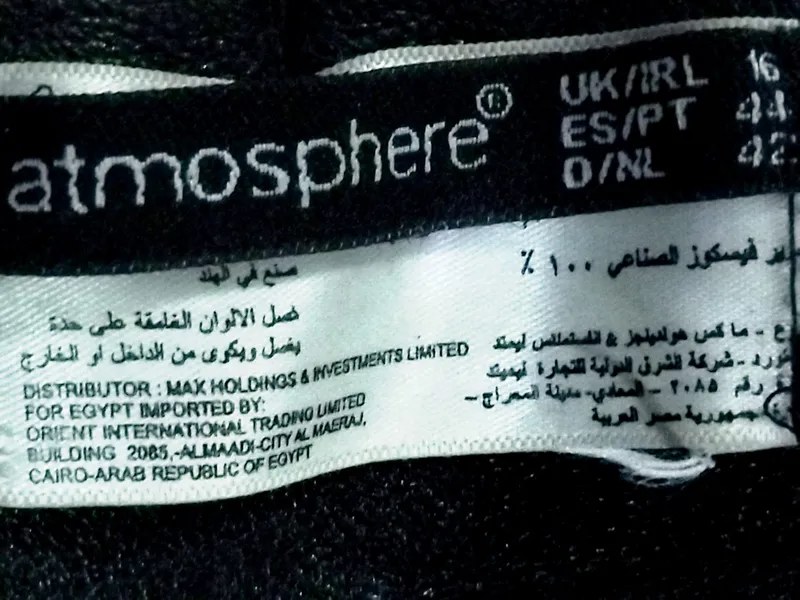 atmosphere®
UK/IRL 16
ES/PT 44
D/NL 42
صنع في الهند
غسل الالوان الغامقة على حدة
يغسل ويكوى من الداخل او الخارج
DISTRIBUTOR : MAX HOLDINGS & INVESTMENTS LIMITED
FOR EGYPT IMPORTED BY:
ORIENT INTERNATIONAL TRADING LIMITED
BUILDING 2085,-ALMAADI-CITY AL MAERAJ,
CAIRO-ARAB REPUBLIC OF EGYPT
فيسكوز الصناعي ١٠٠ ٪
ع - ماكس هولدينجز & انفستمانتس ليمتد
ورد - شركة الشرق الدولية للتجارة ليميتد
رقم ٢٠٨٥ - المعادي- مدينة المعراج -
جمهورية مصر العربية